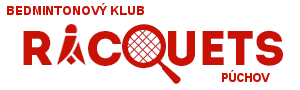 BEDMINTONOVÝ KLUB
RACQUETS
PÚCHOV